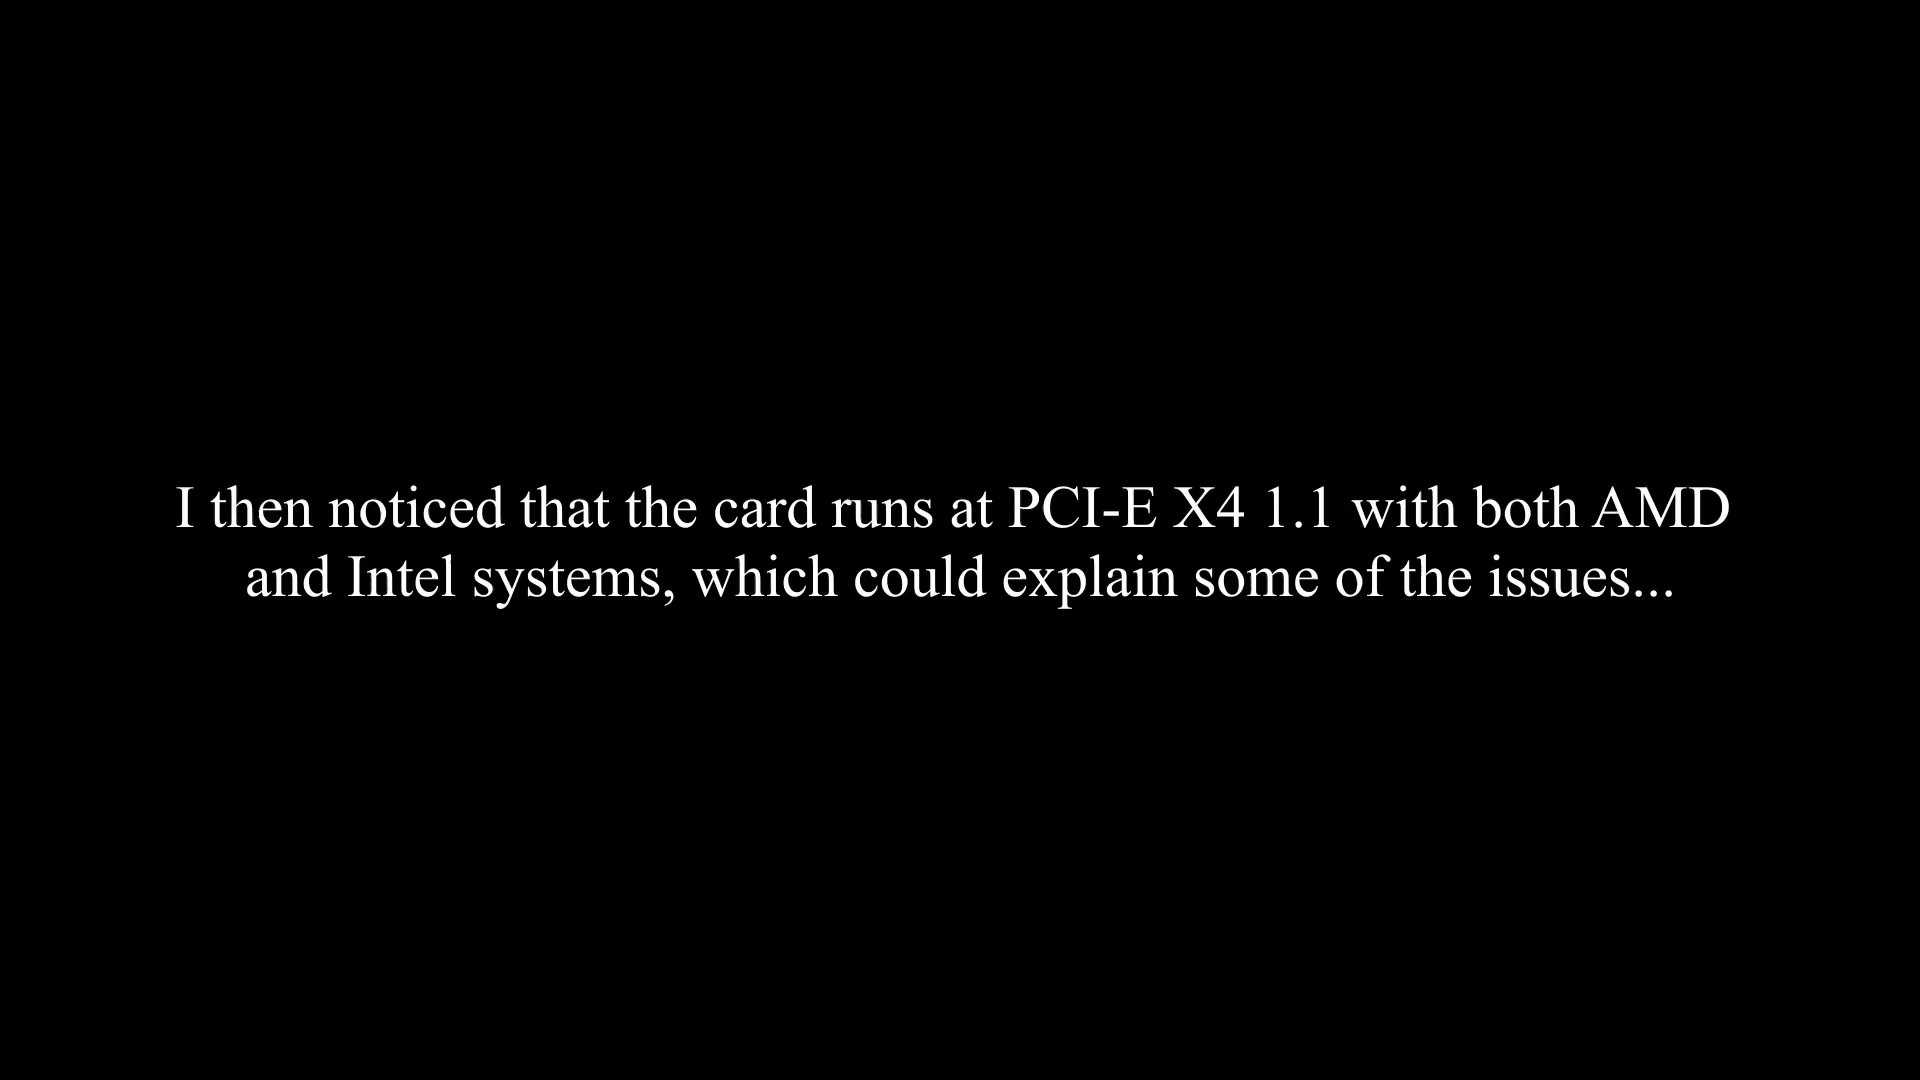 I then noticed that the card runs at PCI-E X4 1.1 with both AMD
and Intel systems, which could explain some of the issues...